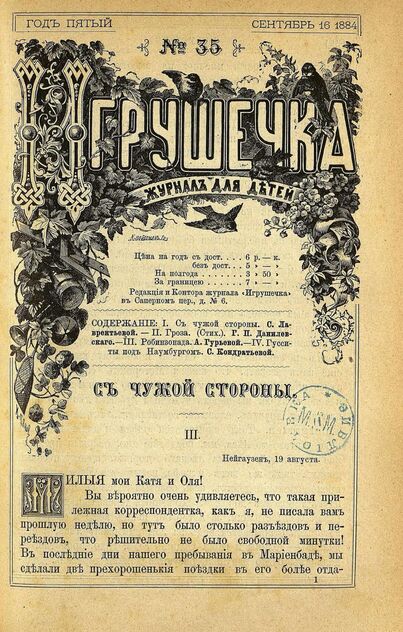 ГОДЪ ПЯТЫЙ
СЕНТЯБРЬ 16 1884
№ 35
ИГРУШЕЧКА
ЖУРНАЛЪ ДЛЯ ДѢТЕЙ
Цѣна на годъ съ дост. . . . 6 р. — к.
безъ дост. . . . 5 » — »
На полгода . . . . . 3 » 50 »
За границею . . . . . 7 » — »
Редакція и Контора журнала «Игрушечка»
въ Саперномъ пер., д. № 6.
СОДЕРЖАНІЕ: I. Съ чужой стороны. С. Ла-
врентьевой. — II. Гроза. (Стих.). Г. П. Данилев-
скаго.—III. Робинзонада. А. Гурьевой.—IV. Гусси-
ты подъ Наумбургомъ. С. Кондратьевой.
СЪ ЧУЖОЙ СТОРОНЫ.
III.
Нейгаузенъ, 19 августа.
МИЛЫЯ мои Катя и Оля!
Вы вѣроятно очень удивляетесь, что такая при-
лежная корреспондентка, какъ я, не писала вамъ
прошлую недѣлю, но тутъ было столько разъѣздовъ и пе-
реѣздовъ, что рѣшительно не было свободной минутки!
Въ послѣдніе дни нашего пребыванія въ Маріенбадѣ, мы
сдѣлали двѣ прехорошенькія поѣздки въ его болѣе отда-
1